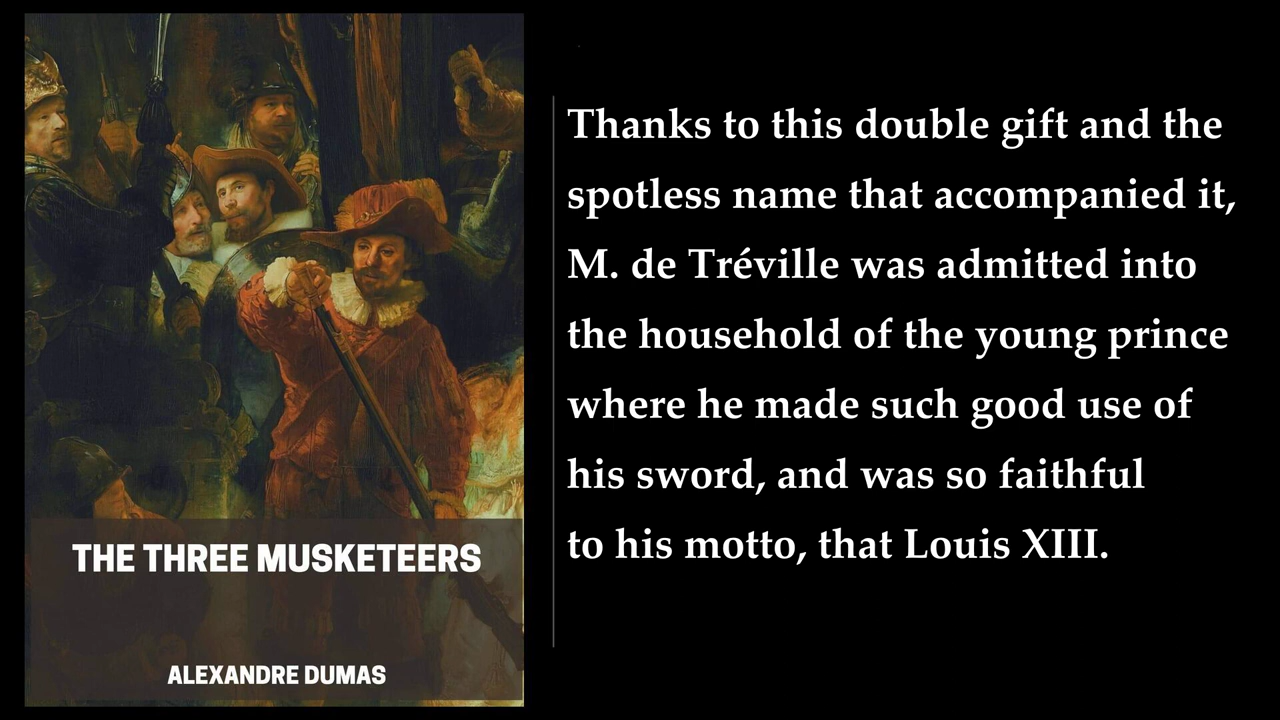 THE THREE MUSKETEERS
ALEXANDRE DUMAS
Thanks to this double gift and the
spotless name that accompanied it,
M. de Tréville was admitted into
the household of the young prince
where he made such good use of
his sword, and was so faithful
to his motto, that Louis XIII.